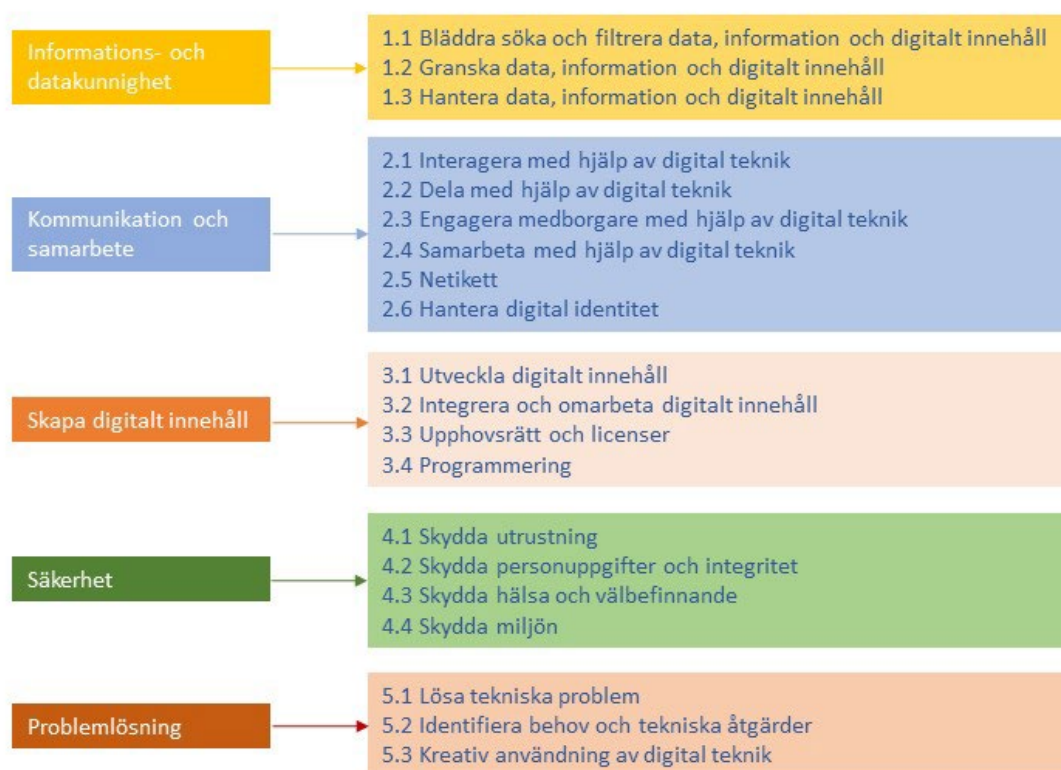 Informations- och
datakunnighet
1.1 Bläddra söka och filtrera data, information och digitalt innehåll
1.2 Granska data, information och digitalt innehåll
1.3 Hantera data, information och digitalt innehåll
Kommunikation och
samarbete
2.1 Interagera med hjälp av digital teknik
2.2 Dela med hjälp av digital teknik
2.3 Engagera medborgare med hjälp av digital teknik
2.4 Samarbeta med hjälp av digital teknik
2.5 Netikett
2.6 Hantera digital identitet
Skapa digitalt innehåll
3.1 Utveckla digitalt innehåll
3.2 Integrera och omarbeta digitalt innehåll
3.3 Upphovsrätt och licenser
3.4 Programmering
Säkerhet
4.1 Skydda utrustning
4.2 Skydda personuppgifter och integritet
4.3 Skydda hälsa och välbefinnande
4.4 Skydda miljön
Problemlösning
5.1 Lösa tekniska problem
5.2 Identifiera behov och tekniska åtgärder
5.3 Kreativ användning av digital teknik